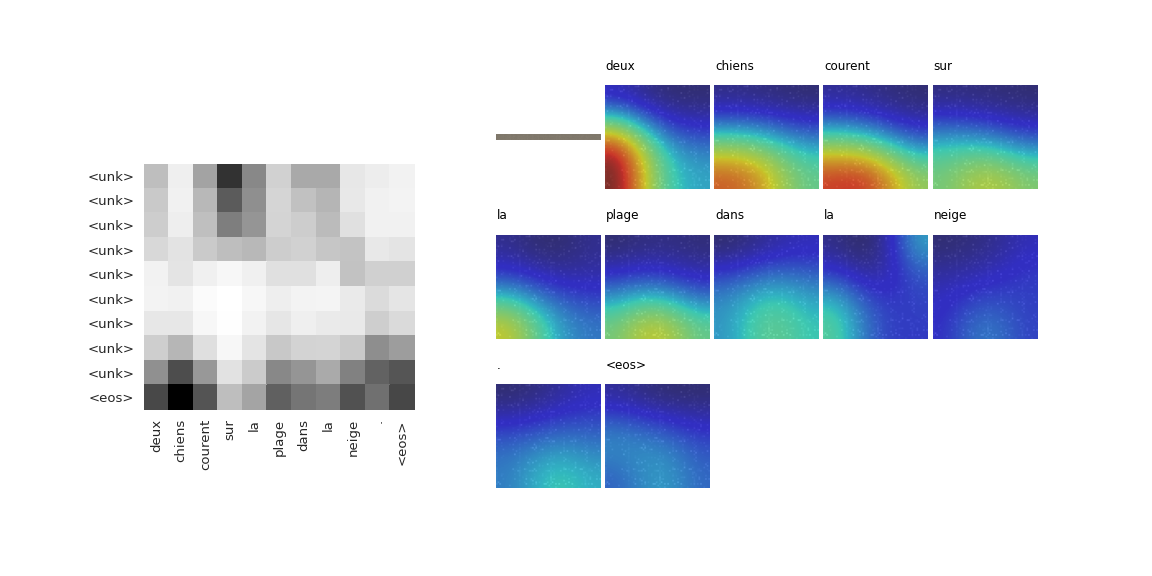 <unk>
<unk>
<unk>
<unk>
<unk>
<unk>
<unk>
<unk>
<unk>
<eos>
deux chiens courent sur la plage dans la neige . <eos>
deux chiens courent sur
la plage dans la neige
. <eos>